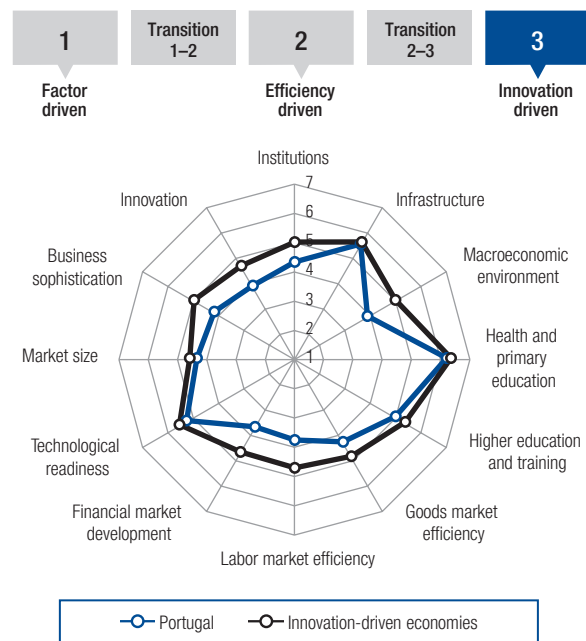 1
Transition
1–2
2
Transition
2–3
3
Factor
driven
Efficiency
driven
Innovation
driven
Institutions
Infrastructure
Macroeconomic
environment
Health and
primary
education
Higher education
and training
Goods market
efficiency
Labor market efficiency
Financial market
development
Technological
readiness
Market size
Business
sophistication
Innovation
7
6
5
4
3
2
1
Portugal
Innovation-driven economies